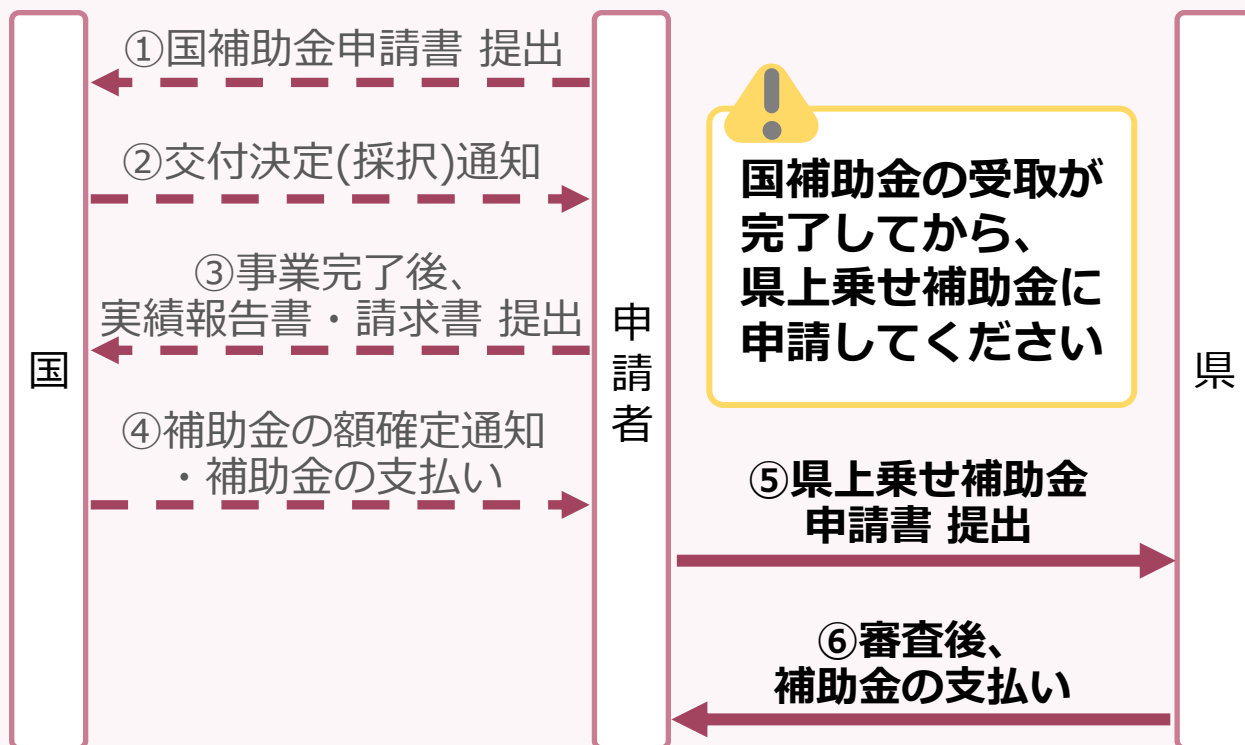 ①国補助金申請書 提出
②交付決定(採択)通知
③事業完了後、
実績報告書・請求書 提出
④補助金の額確定通知
・補助金の支払い
国
申請者
国補助金の受取が
完了してから、
県上乗せ補助金に
申請してください
⑤県上乗せ補助金
申請書 提出
⑥審査後、
補助金の支払い
県